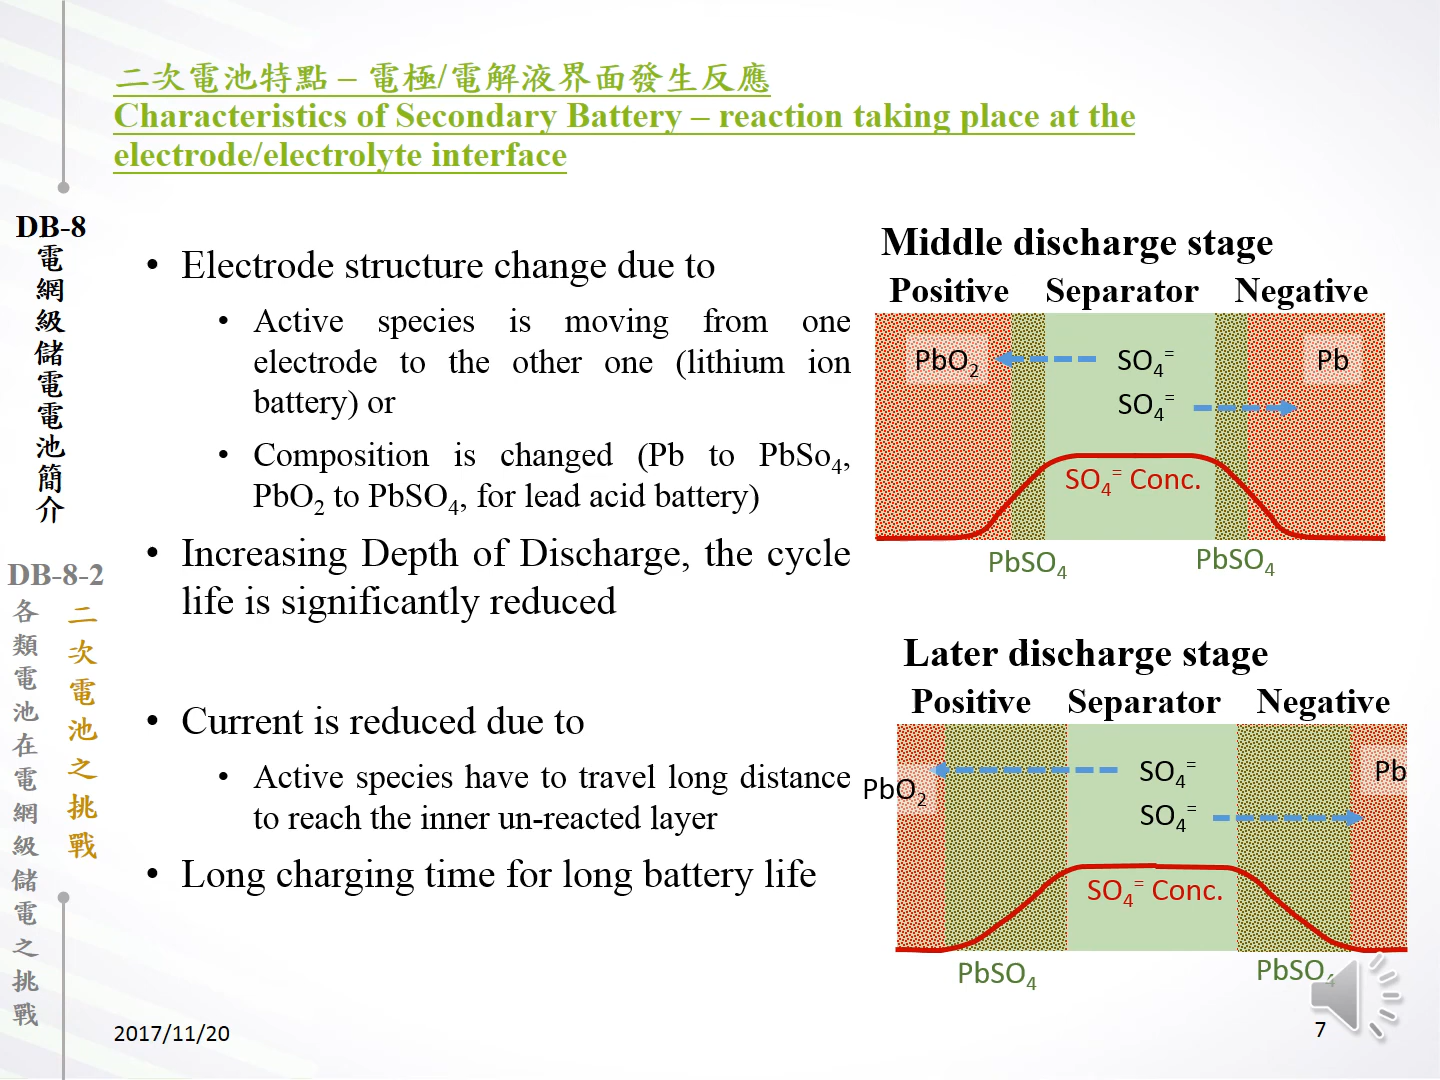 二次電池特點 – 電極/電解液界面發生反應
Characteristics of Secondary Battery – reaction taking place at the
electrode/electrolyte interface
DB-8
電網級儲電電池簡介
DB-8-2
各類電池在電網級儲電之挑戰
二次電池之挑戰
• Electrode structure change due to
• Active species is moving from one
electrode to the other one (lithium ion
battery) or
• Composition is changed (Pb to PbSo4,
PbO2 to PbSO4, for lead acid battery)
• Increasing Depth of Discharge, the cycle
life is significantly reduced
• Current is reduced due to
• Active species have to travel long distance
to reach the inner un-reacted layer
• Long charging time for long battery life
Middle discharge stage
Positive Separator Negative
PbO2 SO4= Pb
SO4=
SO4= Conc.
PbSO4 PbSO4
Later discharge stage
Positive Separator Negative
PbO2 SO4= Pb
SO4=
SO4= Conc.
PbSO4 PbSO4
2017/11/20
7